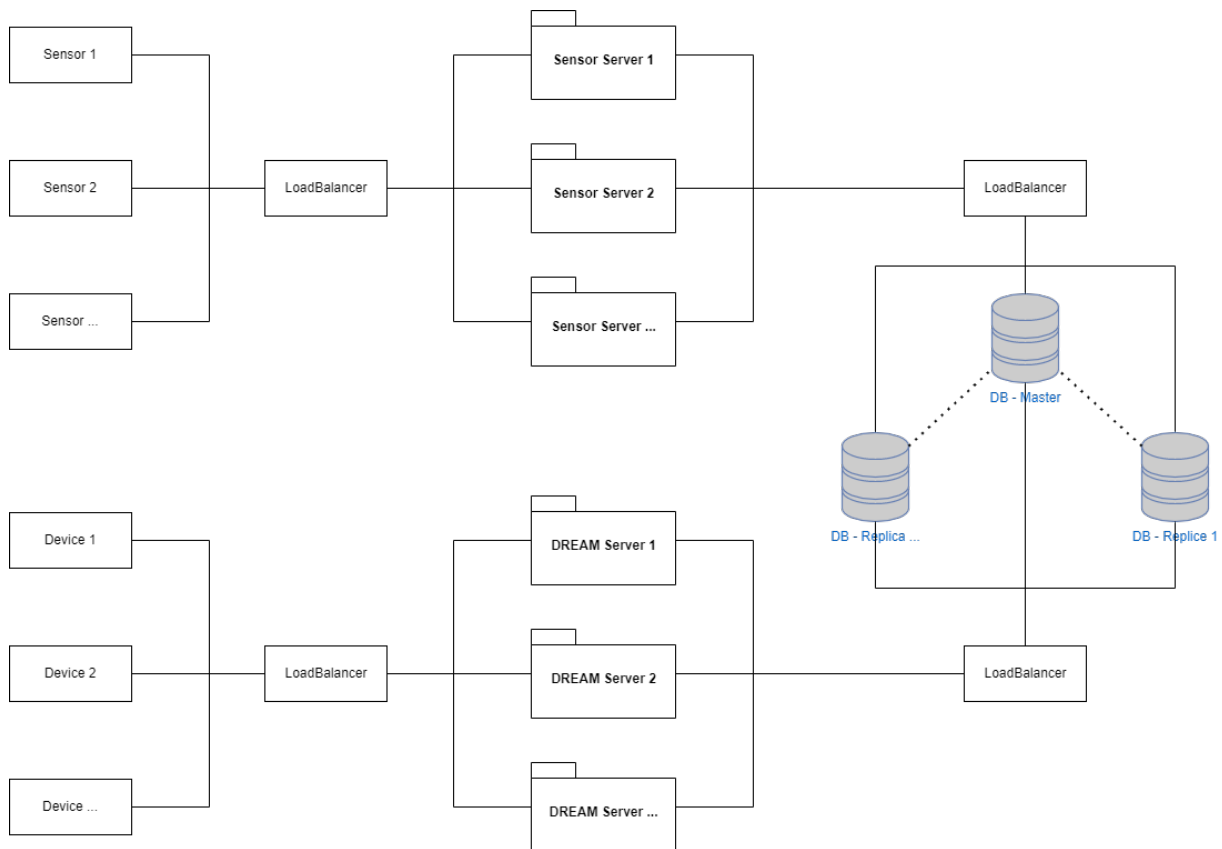 Sensor 1
Sensor Server 1
Sensor 2
LoadBalancer
Sensor Server 2
LoadBalancer
Sensor ...
Sensor Server ...
DB - Master
DB - Replica ...
DB - Replice 1
Device 1
DREAM Server 1
Device 2
LoadBalancer
DREAM Server 2
LoadBalancer
Device ...
DREAM Server ...